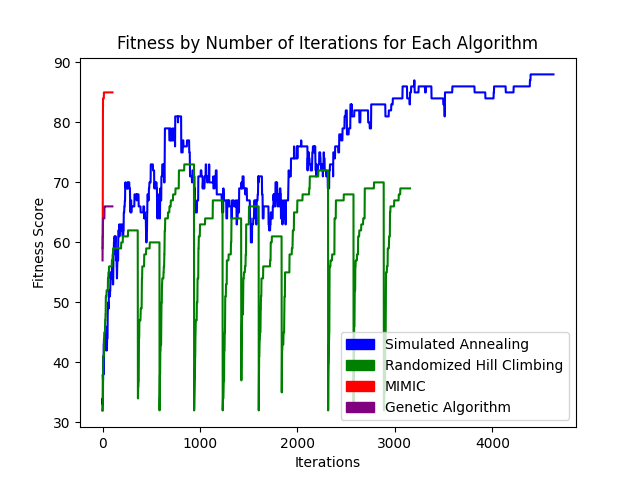 Fitness by Number of Iterations for Each Algorithm
90
80
70
60
50
40
30
Fitness Score
0 1000 2000 3000 4000
Iterations
Simulated Annealing
Randomized Hill Climbing
MIMIC
Genetic Algorithm